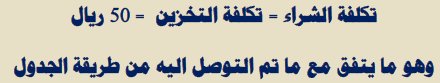 تكلفة الشراء = تكلفة التخزين = 50 ريال
وهو ما يتفق مع ما تم التوصل اليه من طريقة الجدول